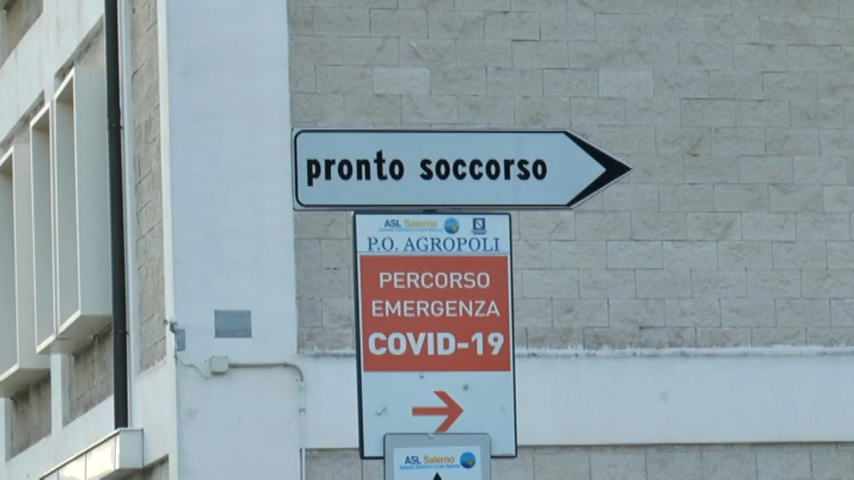 pronto soccorso
ASL Salerno
P.O. AGROPOLI
PERCORSO
EMERGENZA
COVID-19
ASL Salerno